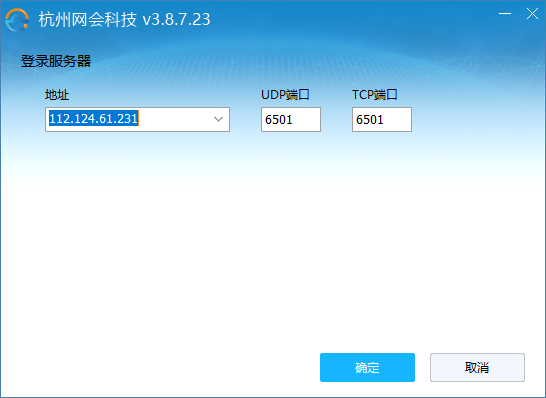 杭州网会科技 v3.8.7.23
登录服务器
地址 UDP端口 TCP端口
112.124.61.231 6501 6501
确定 取消